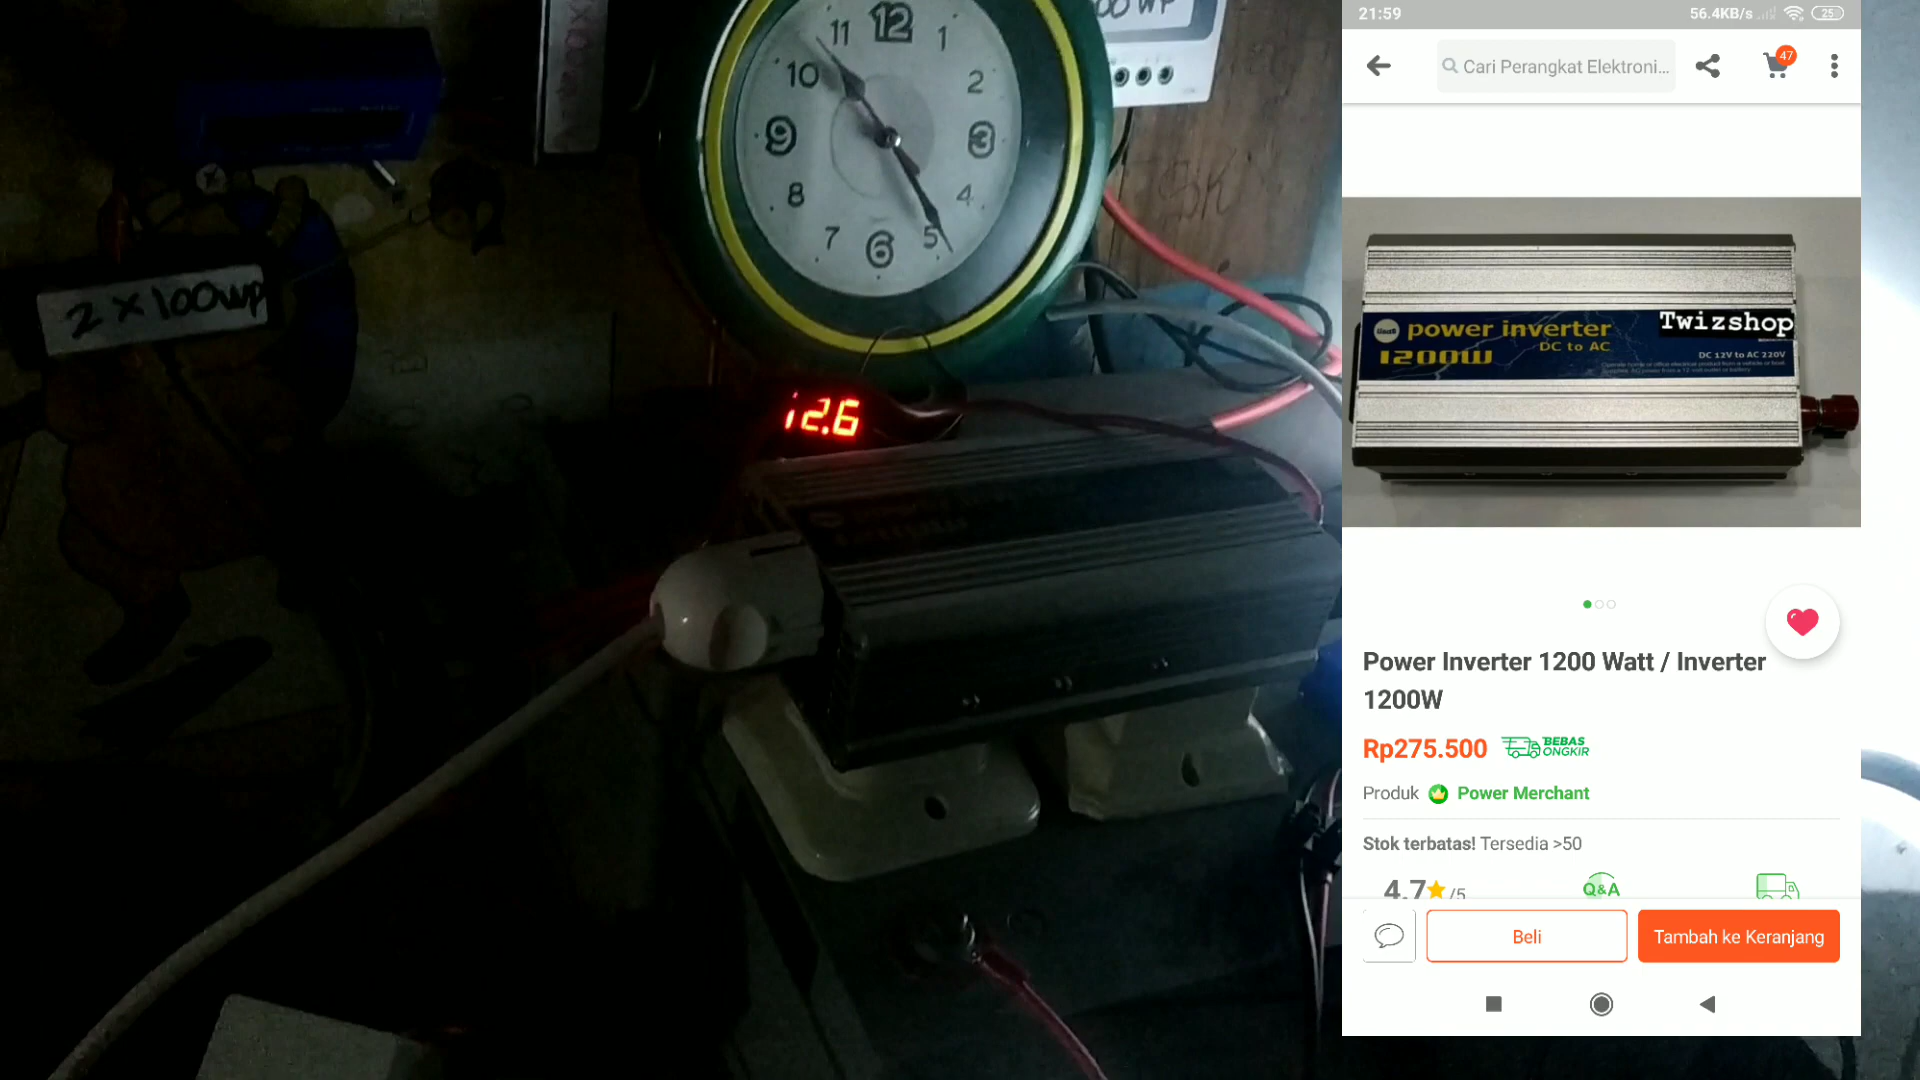 11
12
1
10
2
9
3
8
4
7
6
5
2 X 100WP
12.6
SK
21:59
56.4KB/s
25
Cari Perangkat Elektroni...
47
power inverter
DC to AC
1200W
Twizshop
DC 12V to AC 220V
Power Inverter 1200 Watt / Inverter
1200W
Rp275.500
BEBAS
ONGKIR
Produk Power Merchant
Stok terbatas! Tersedia >50
4.7 /5
Q&A
Beli
Tambah ke Keranjang